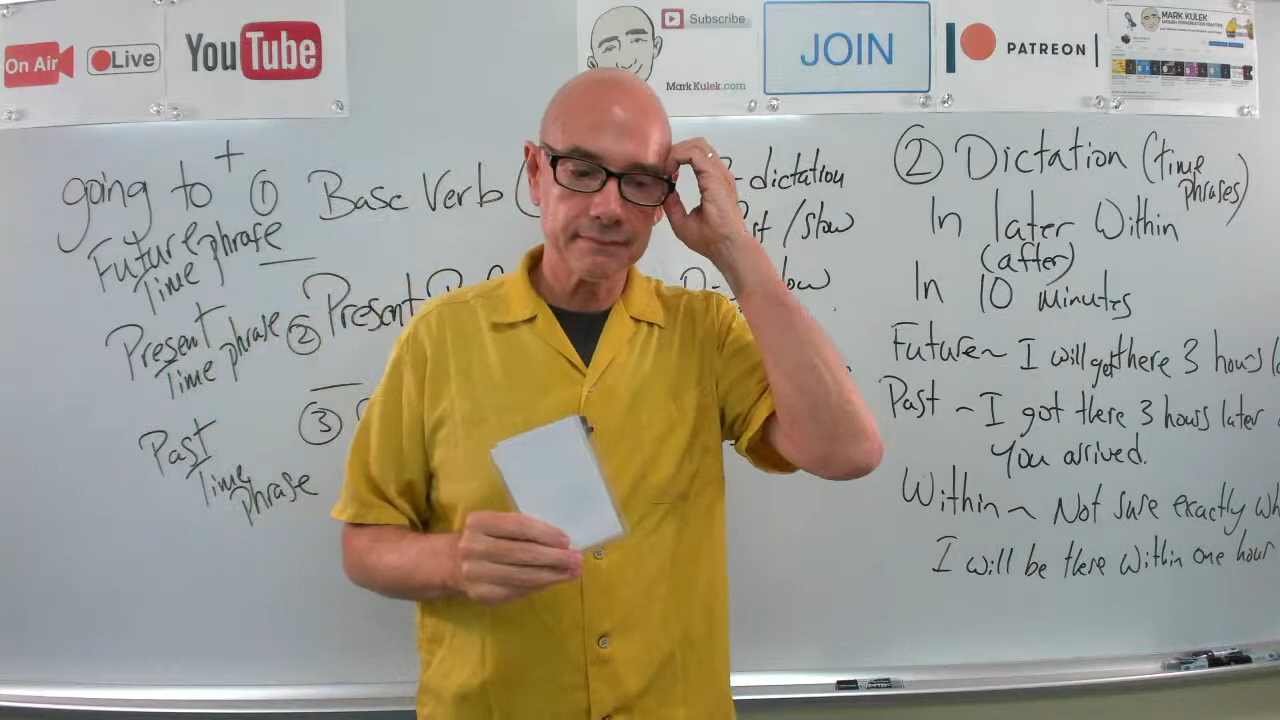 On Air
Live
YouTube
Subscribe
MarkKulek.com
JOIN
PATREON
MARK KULEK
going to + ① Base Verb (
Future
Time phrase
② Present
Present
Time phrase
③
Past
Time
phrase
dictation
/slow
② Dictation (time
phrases)
In later Within
(after)
In 10 minutes
Future ~ I will get there 3 hours
Past ~ I got there 3 hours later
you arrived.
Within ~ Not sure exactly
I will be there within one hour